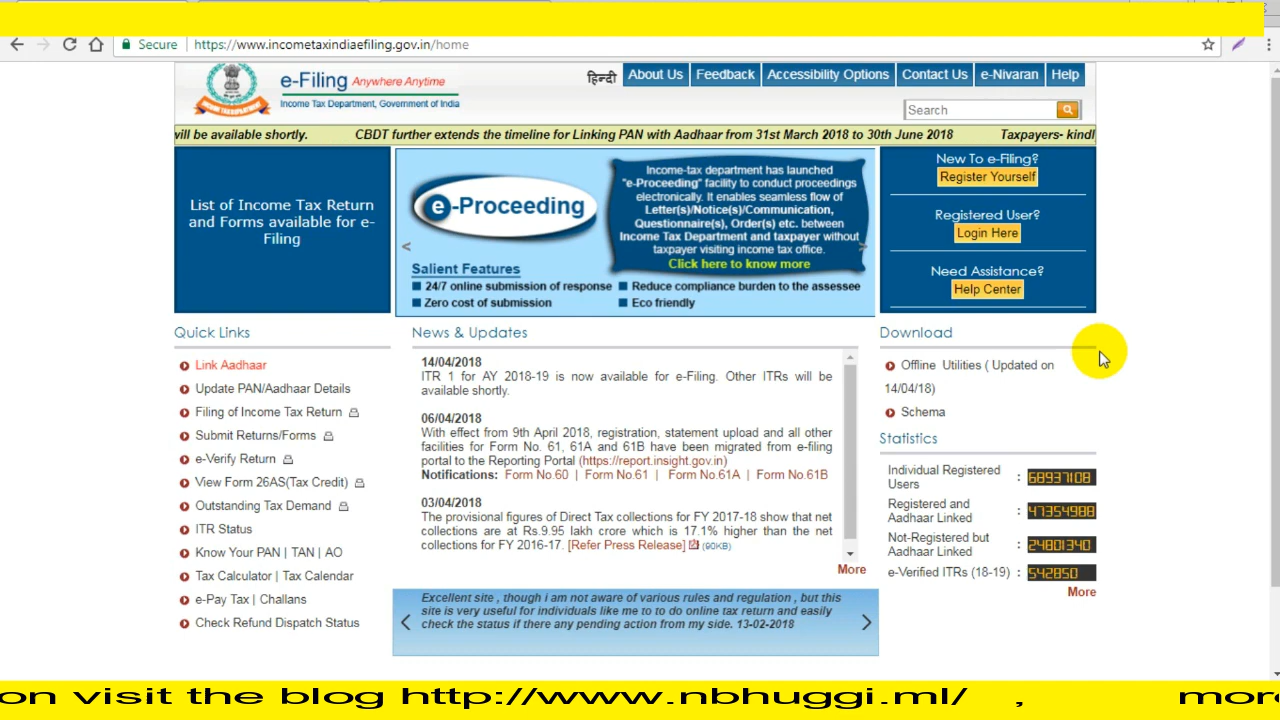 Secure https://www.incometaxindiaefiling.gov.in/home
e-Filing Anywhere Anytime
Income Tax Department, Government of India
हिन्दी About Us Feedback Accessibility Options Contact Us e-Nivaran Help
Search
will be available shortly. CBDT further extends the timeline for Linking PAN with Aadhaar from 31st March 2018 to 30th June 2018 Taxpayers- kindl
List of Income Tax Return
and Forms available for e-
Filing
e-Proceeding
Income-tax department has launched
"e-Proceeding" facility to conduct proceedings
electronically. It enables seamless flow of
Letter(s)/Notice(s)/Communication,
Questionnaire(s), Order(s) etc. between
Income Tax Department and taxpayer without
taxpayer visiting income tax office.
Click here to know more
Salient Features
24/7 online submission of response
Reduce compliance burden to the assessee
Zero cost of submission
Eco friendly
New To e-Filing?
Register Yourself
Registered User?
Login Here
Need Assistance?
Help Center
Quick Links
Link Aadhaar
Update PAN/Aadhaar Details
Filing of Income Tax Return
Submit Returns/Forms
e-Verify Return
View Form 26AS(Tax Credit)
Outstanding Tax Demand
ITR Status
Know Your PAN | TAN | AO
Tax Calculator | Tax Calendar
e-Pay Tax | Challans
Check Refund Dispatch Status
News & Updates
14/04/2018
ITR 1 for AY 2018-19 is now available for e-Filing. Other ITRs will be
available shortly.
06/04/2018
With effect from 9th April 2018, registration, statement upload and all other
facilities for Form No. 61, 61A and 61B have been migrated from e-filing
portal to the Reporting Portal (https://report.insight.gov.in)
Notifications: Form No.60 | Form No.61 | Form No.61A | Form No.61B
03/04/2018
The provisional figures of Direct Tax collections for FY 2017-18 show that net
collections are at Rs.9.95 lakh crore which is 17.1% higher than the net
collections for FY 2016-17. [Refer Press Release] (90KB)
More
Excellent site , though i am not aware of various rules and regulation , but this
site is very useful for individuals like me to to do online tax return and easily
check the status if there any pending action from my side. 13-02-2018
Download
Offline Utilities ( Updated on
14/04/18)
Schema
Statistics
Individual Registered
Users : 68937108
Registered and
Aadhaar Linked : 47354988
Not-Registered but
Aadhaar Linked : 24801340
e-Verified ITRs (18-19) : 542850
More
on visit the blog http://www.nbhuggi.ml/ , mor